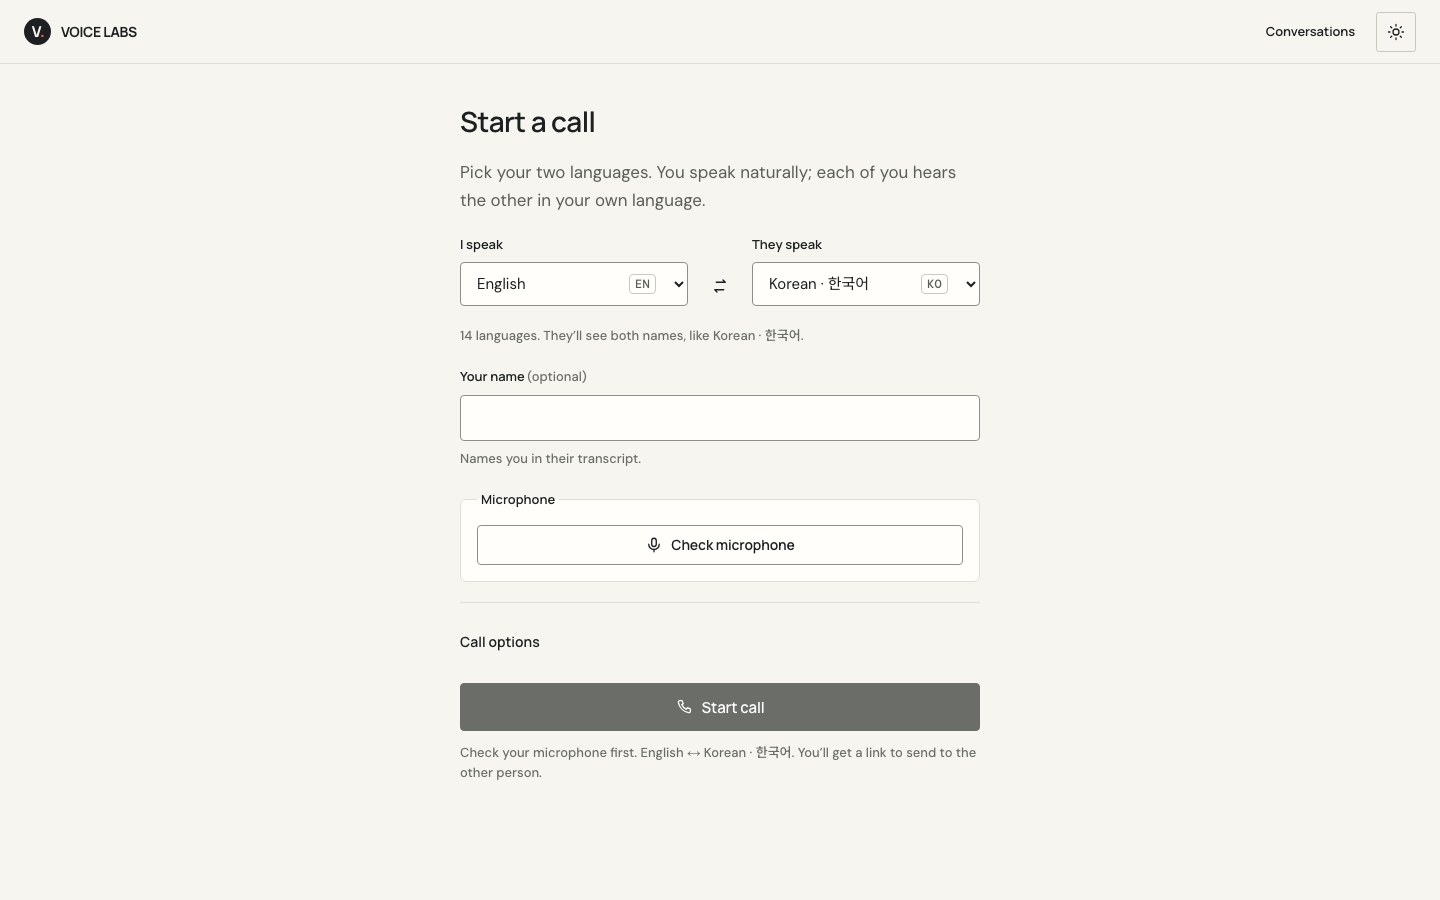 V. VOICE LABS
Conversations
Start a call
Pick your two languages. You speak naturally; each of you hears
the other in your own language.
I speak
They speak
English EN
Korean · 한국어 KO
14 languages. They’ll see both names, like Korean · 한국어.
Your name (optional)
Names you in their transcript.
Microphone
Check microphone
Call options
Start call
Check your microphone first. English ↔ Korean · 한국어. You’ll get a link to send to the
other person.